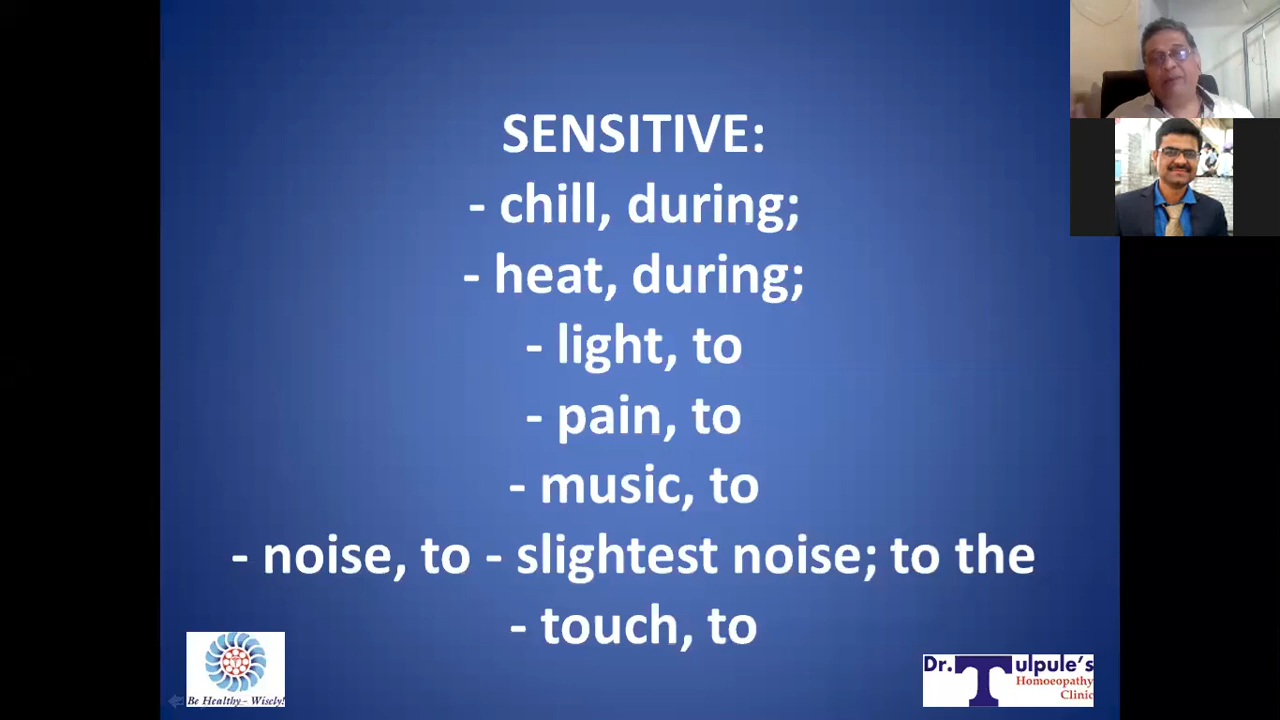 SENSITIVE:
- chill, during;
- heat, during;
- light, to
- pain, to
- music, to
- noise, to - slightest noise; to the
- touch, to
Be Healthy - Wisely!
Dr. Tulpule's
Homoeopathy
Clinic